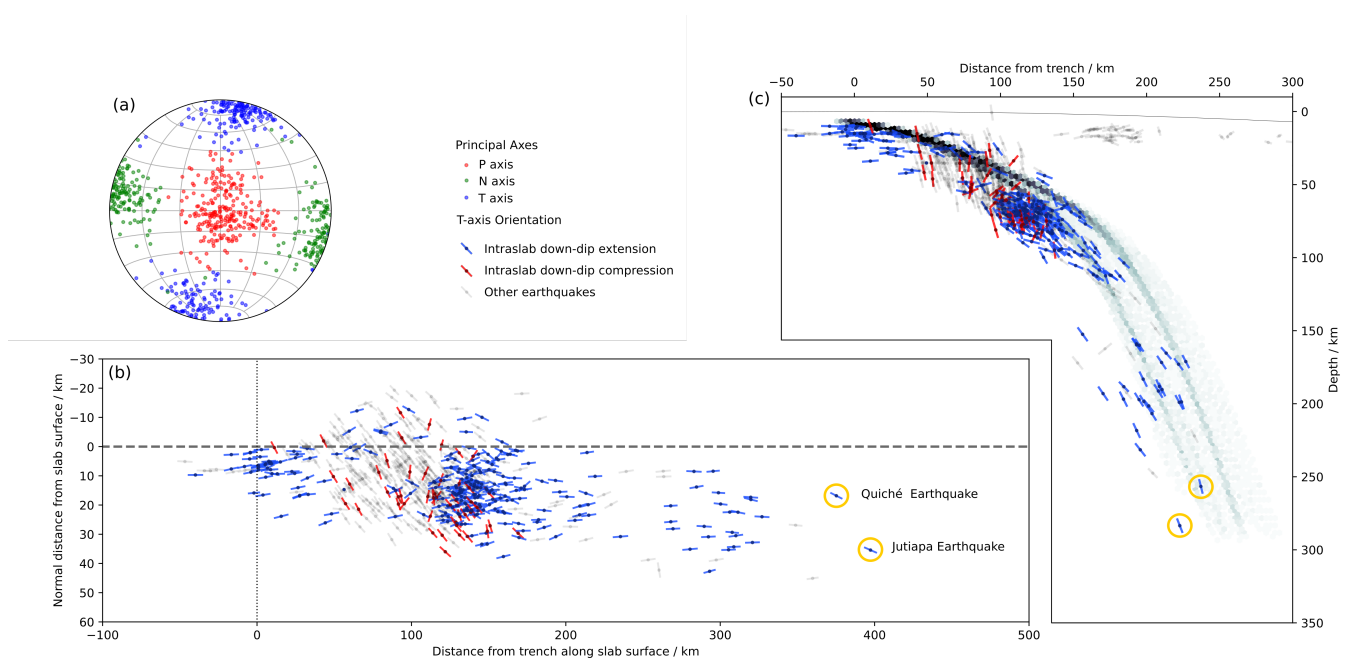 (a)
Principal Axes
P axis
N axis
T axis
T-axis Orientation
Intraslab down-dip extension
Intraslab down-dip compression
Other earthquakes
(c)
Distance from trench / km
−50 0 50 100 150 200 250 300
0
50
100
150
200
250
300
350
Depth / km
(b)
Normal distance from slab surface / km
−30
−20
−10
0
10
20
30
40
50
60
Quiché Earthquake
Jutiapa Earthquake
−100 0 100 200 300 400 500
Distance from trench along slab surface / km